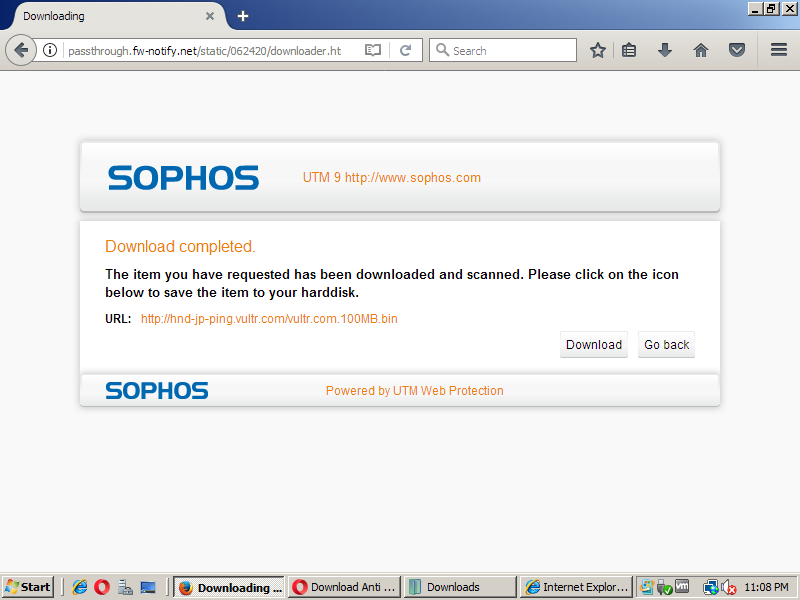 Downloading
passthrough.fw-notify.net/static/062420/downloader.ht
Search
SOPHOS
UTM 9 http://www.sophos.com
Download completed.
The item you have requested has been downloaded and scanned. Please click on the icon
below to save the item to your harddisk.
URL: http://hnd-jp-ping.vultr.com/vultr.com.100MB.bin
Download
Go back
SOPHOS
Powered by UTM Web Protection
Start
Downloading ...
Download Anti ...
Downloads
Internet Explor...
11:08 PM